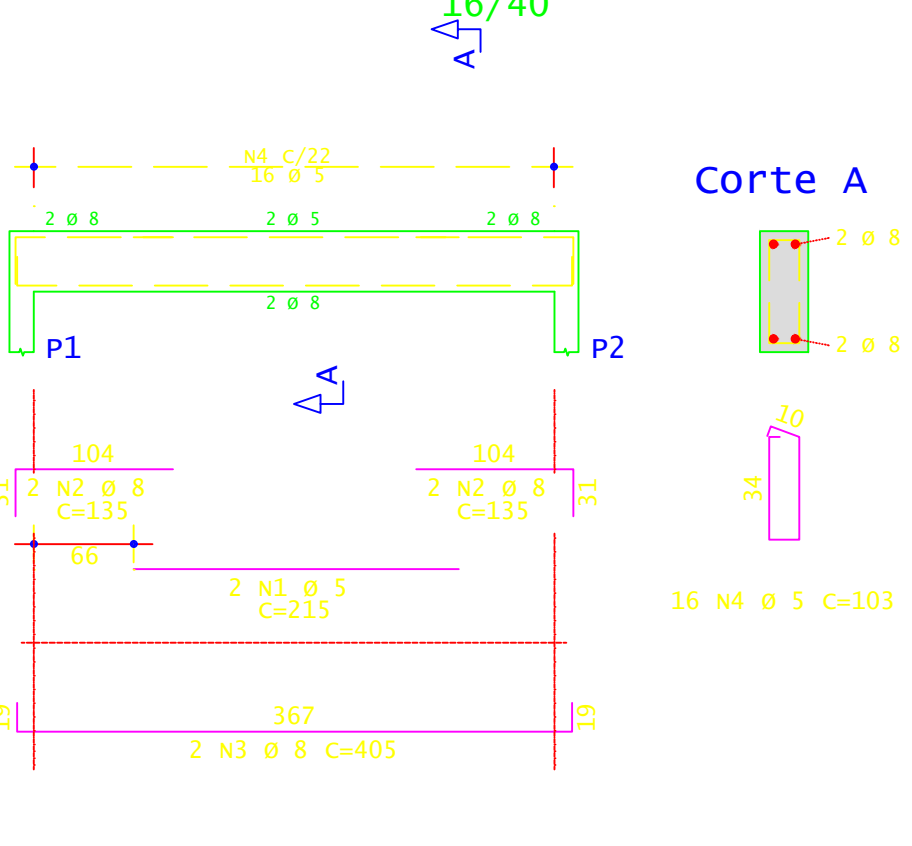 16/40
A
N4 C/22
16 Ø 5
Corte A
2 Ø 8
2 Ø 5
2 Ø 8
2 Ø 8
2 Ø 8
P1
P2
2 Ø 8
A
10
104
104
31
2 N2 Ø 8
C=135
2 N2 Ø 8
C=135
31
34
66
2 N1 Ø 5
C=215
16 N4 Ø 5 C=103
19
367
19
2 N3 Ø 8 C=405